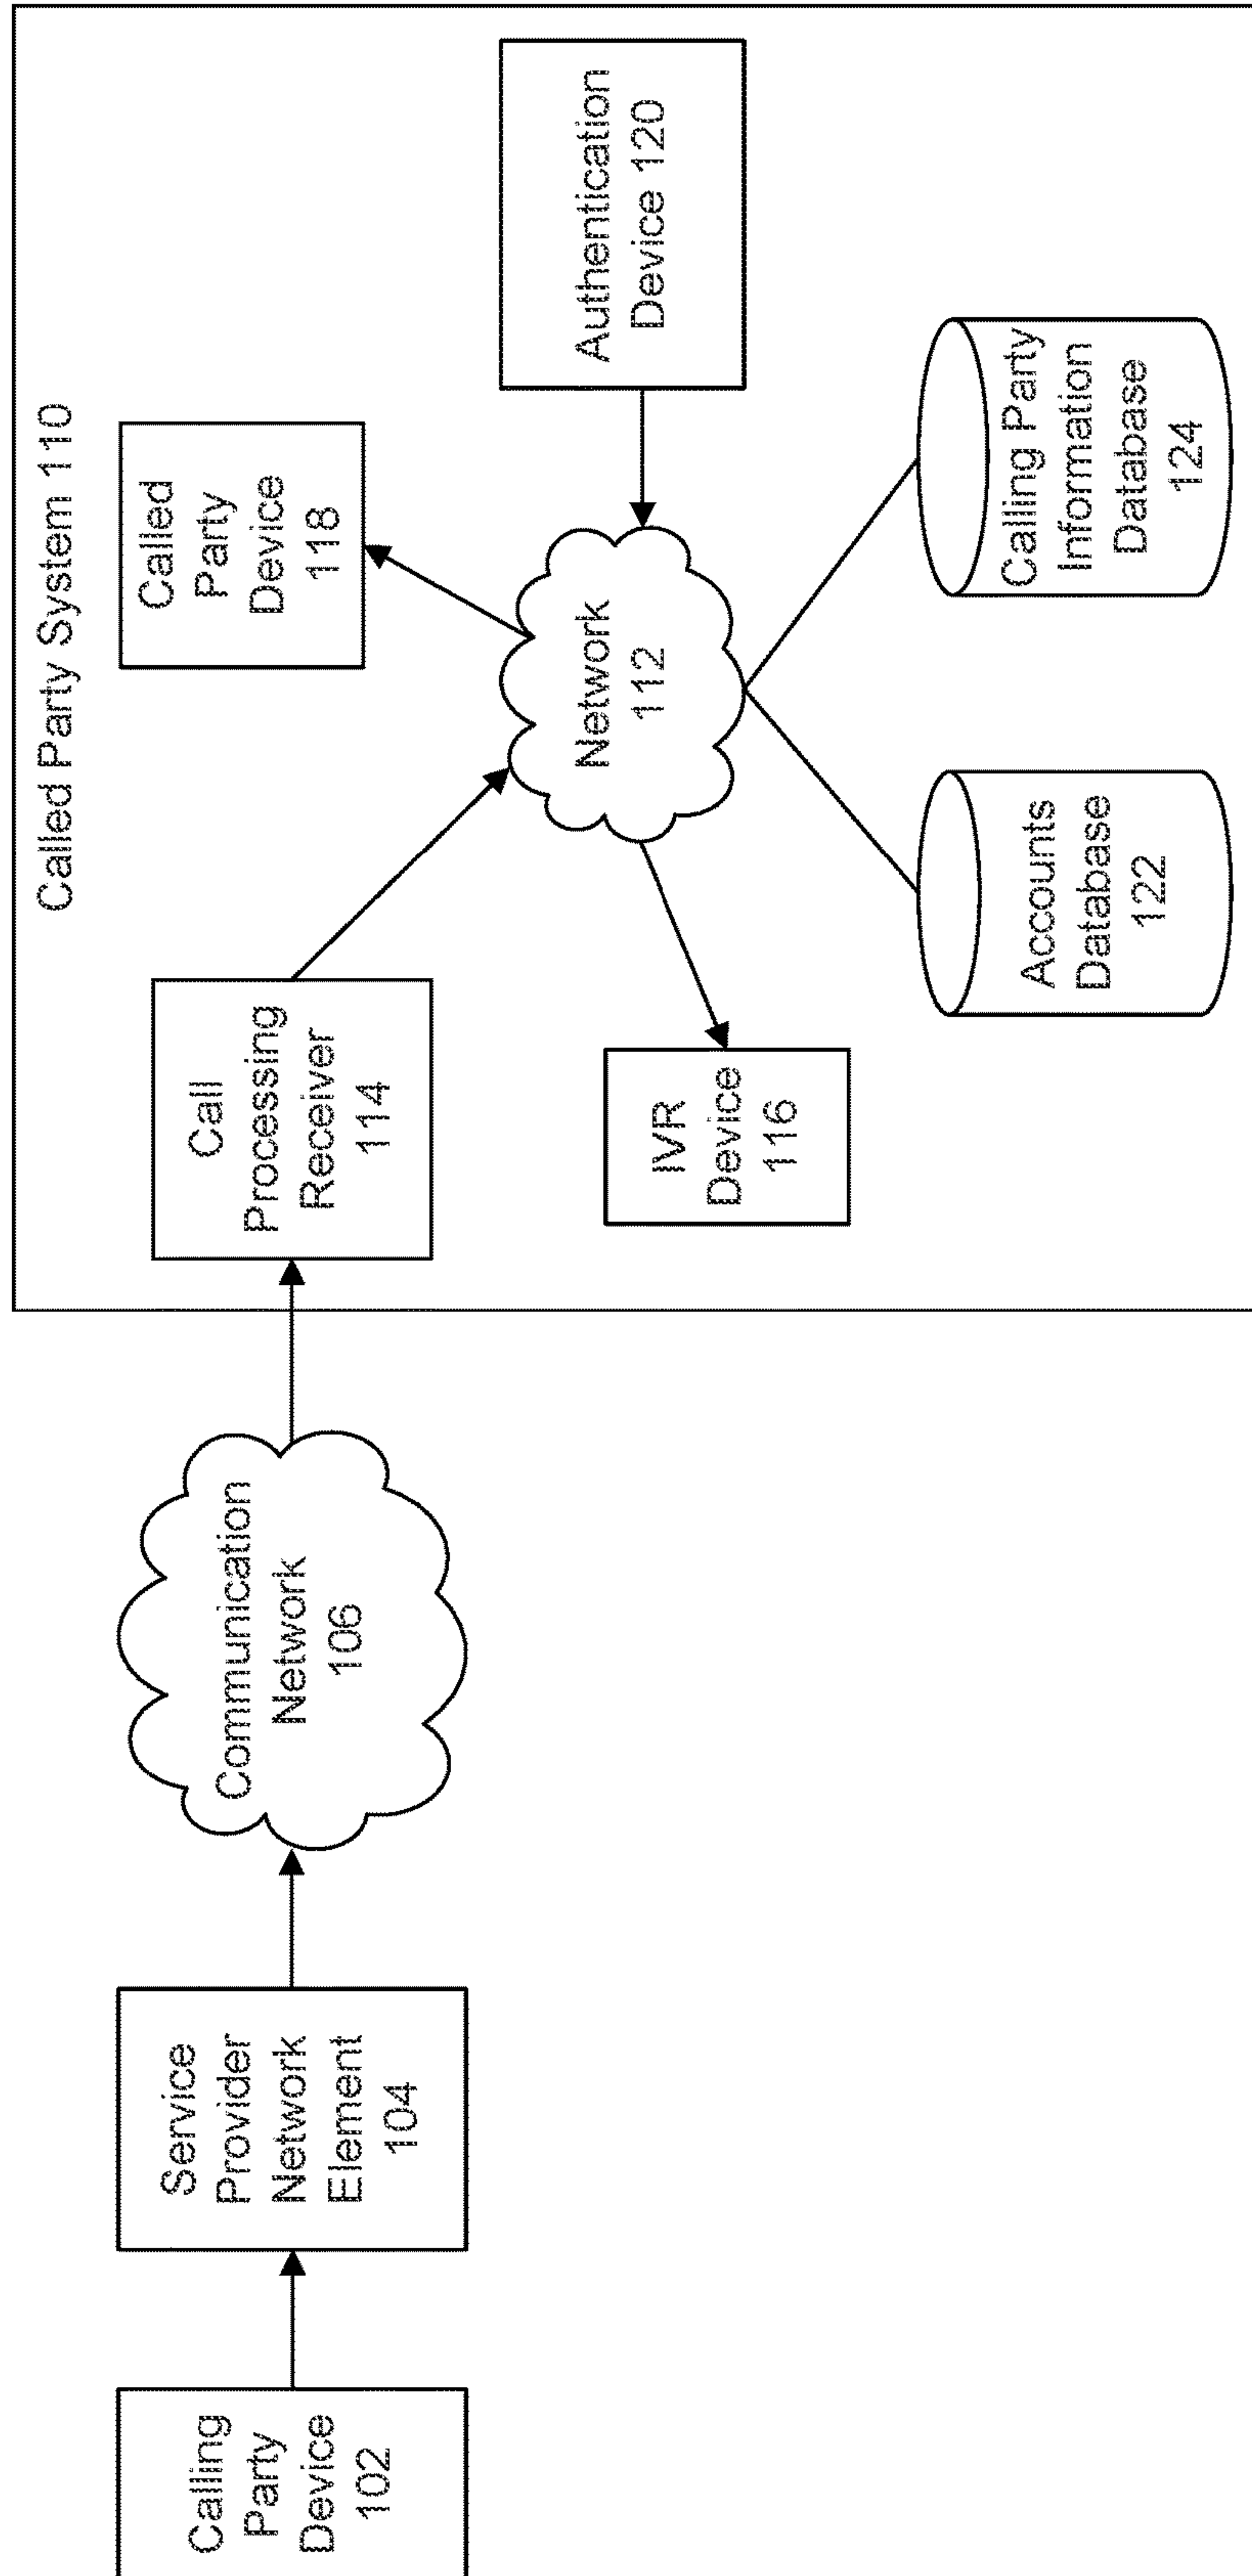 Called Party System 110
Calling
Party
Device
102
Service
Provider
Network
Element
104
Communication
Network
106
Call
Processing
Receiver
114
Called
Party
Device
118
Network
112
Authentication
Device 120
IVR
Device
116
Accounts
Database
122
Calling Party
Information
Database
124